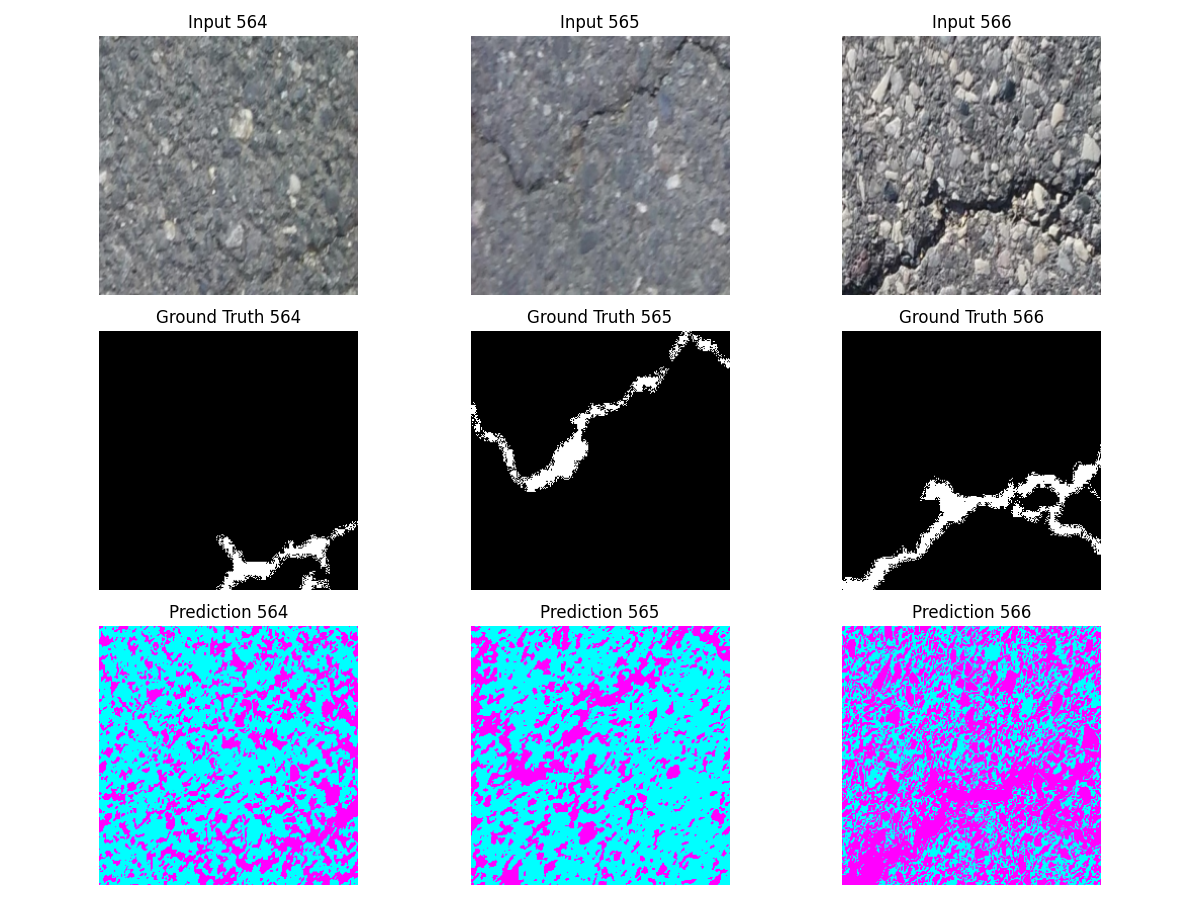 Input 564
Input 565
Input 566
Ground Truth 564
Ground Truth 565
Ground Truth 566
Prediction 564
Prediction 565
Prediction 566